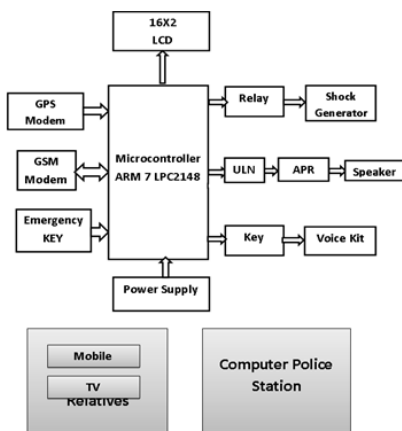 16X2
LCD
GPS
Modem
GSM
Modem
Emergency
KEY
Microcontroller
ARM 7 LPC2148
Relay
Shock
Generator
ULN
APR
Speaker
Key
Voice Kit
Power Supply
Mobile
TV
Relatives
Computer Police
Station